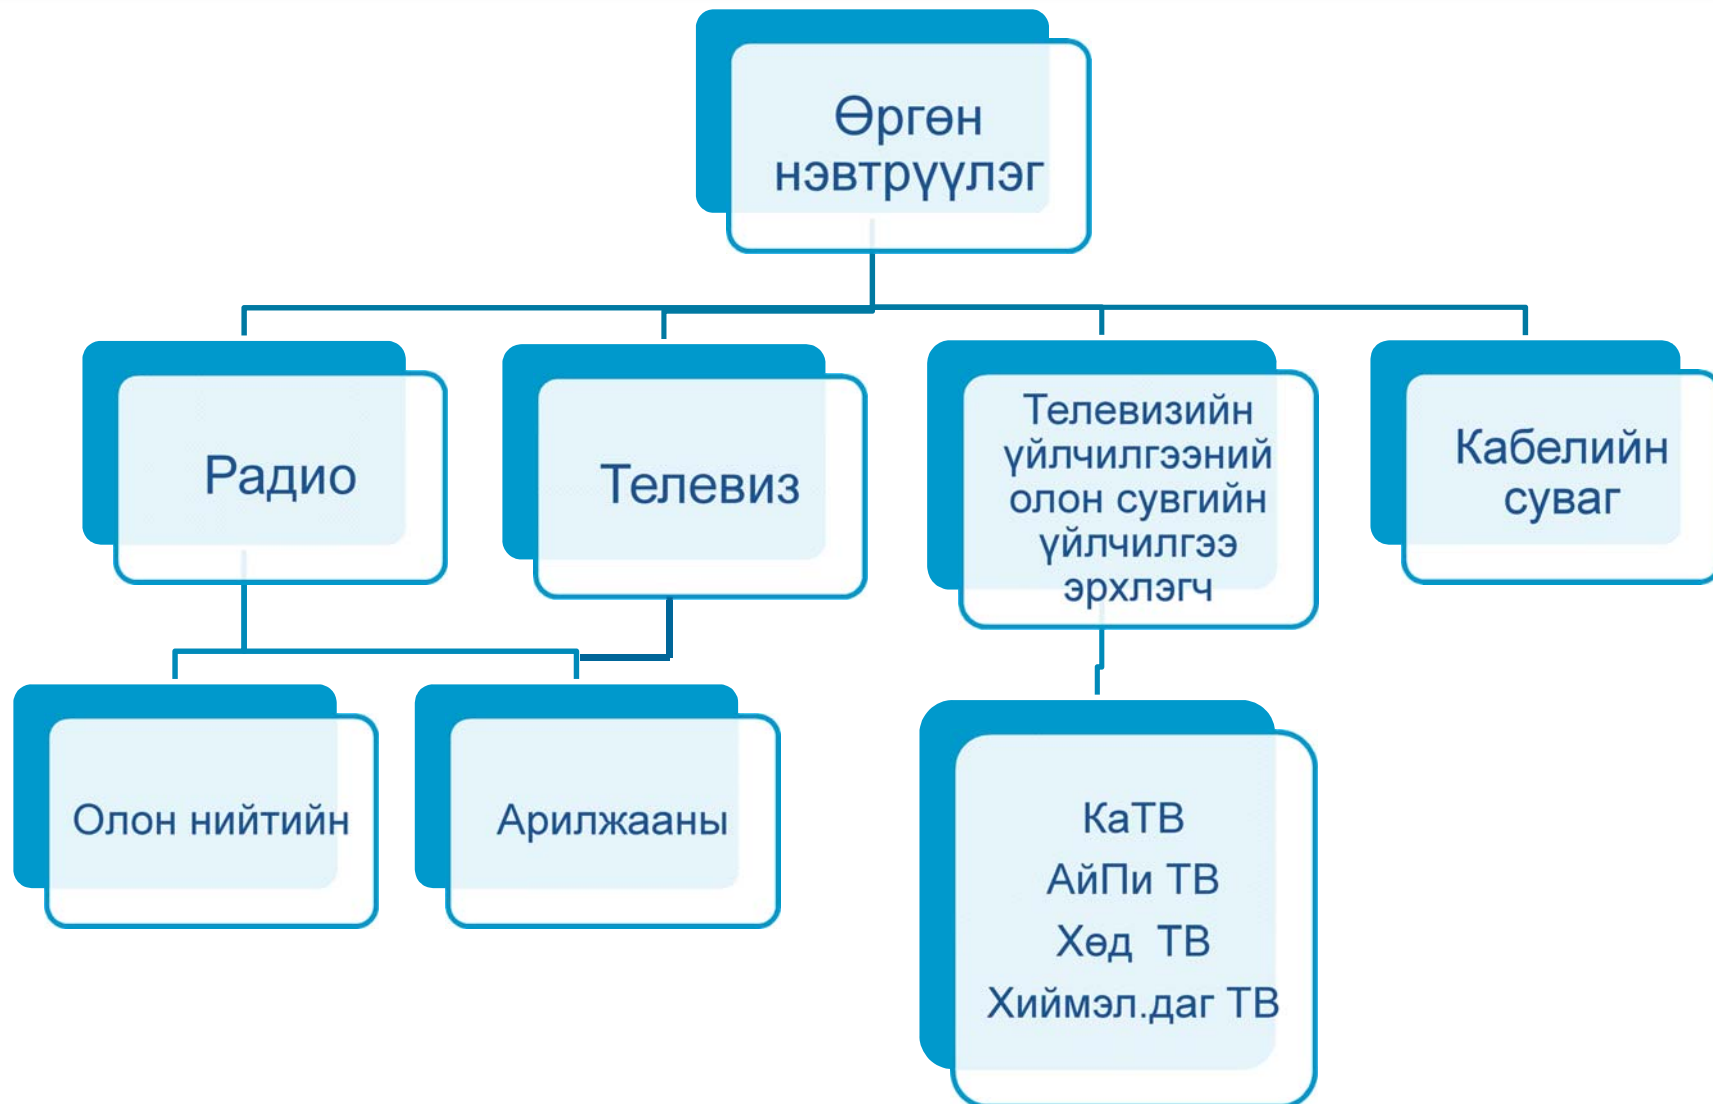 Өргөн
нэвтрүүлэг
Радио
Телевиз
Телевизийн
үйлчилгээний
олон сувгийн
үйлчилгээ
эрхлэгч
Кабелийн
суваг
Олон нийтийн
Арилжааны
КаТВ
АйПи ТВ
Хөд  ТВ
Хиймэл.даг ТВ